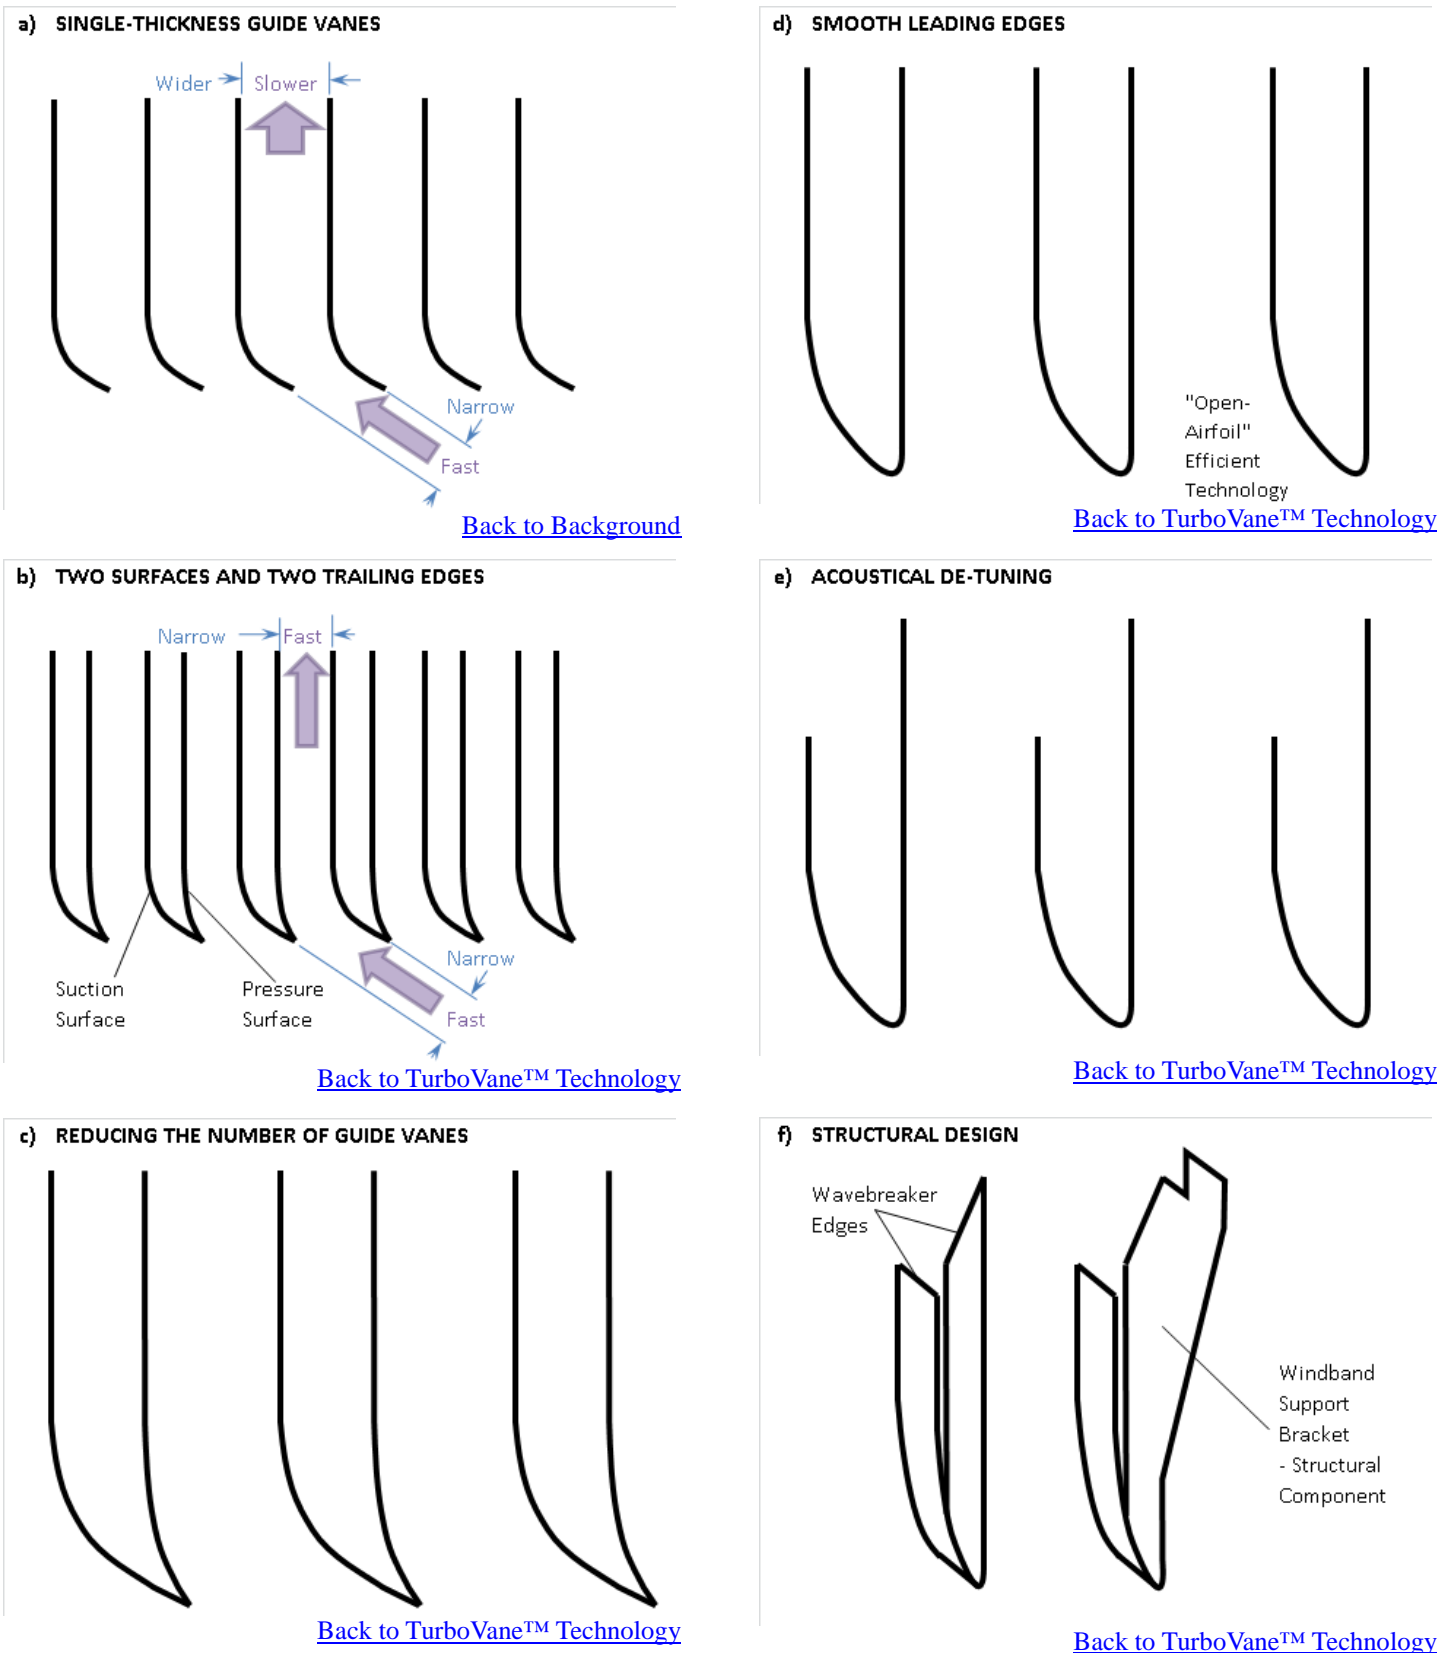 a) SINGLE-THICKNESS GUIDE VANES
Wider
Slower
Narrow
Fast
Back to Background
b) TWO SURFACES AND TWO TRAILING EDGES
Narrow
Fast
Narrow
Fast
Suction
Surface
Pressure
Surface
Back to TurboVane™ Technology
c) REDUCING THE NUMBER OF GUIDE VANES
Back to TurboVane™ Technology
d) SMOOTH LEADING EDGES
"Open-
Airfoil"
Efficient
Technology
Back to TurboVane™ Technology
e) ACOUSTICAL DE-TUNING
Back to TurboVane™ Technology
f) STRUCTURAL DESIGN
Wavebreaker
Edges
Windband
Support
Bracket
- Structural
Component
Back to TurboVane™ Technology